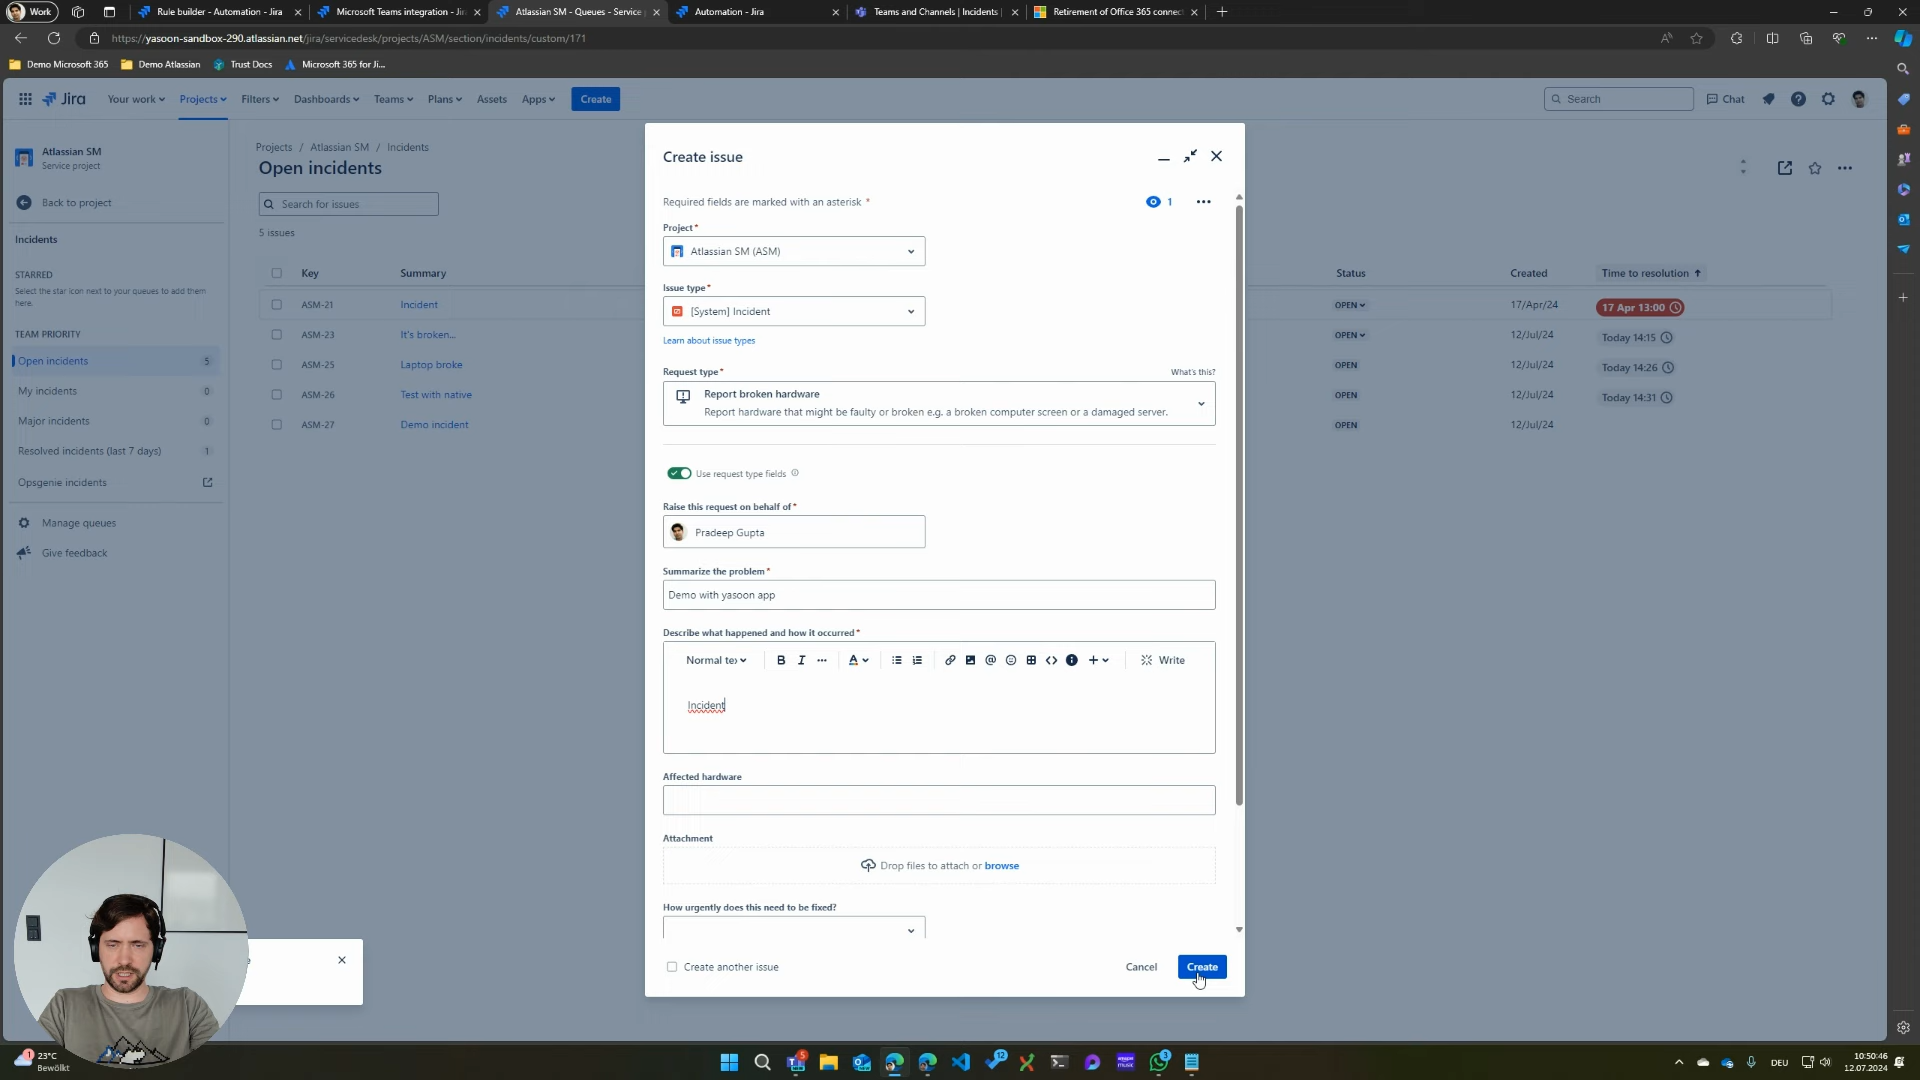 Work
Rule builder - Automation - Jira
Microsoft Teams integration - Jir
Atlassian SM - Queues - Service
Automation - Jira
Teams and Channels | Incidents
Retirement of Office 365 connect
https://yasoon-sandbox-290.atlassian.net/jira/servicedesk/projects/ASM/section/incidents/custom/171
Demo Microsoft 365
Demo Atlassian
Trust Docs
Microsoft 365 for Ji...
Jira
Your work
Projects
Filters
Dashboards
Teams
Plans
Assets
Apps
Create
Search
Chat
Atlassian SM
Service project
Back to project
Incidents
STARRED
Select the star icon next to your queues to add them
here.
TEAM PRIORITY
Open incidents 5
My incidents 0
Major incidents 0
Resolved incidents (last 7 days) 1
Opsgenie incidents
Manage queues
Give feedback
Projects / Atlassian SM / Incidents
Open incidents
Search for issues
5 issues
Key Summary Status Created Time to resolution
ASM-21 Incident OPEN 17/Apr/24 17 Apr 13:00
ASM-23 It's broken... OPEN 12/Jul/24 Today 14:15
ASM-25 Laptop broke OPEN 12/Jul/24 Today 14:26
ASM-26 Test with native OPEN 12/Jul/24 Today 14:31
ASM-27 Demo incident OPEN 12/Jul/24
Create issue
Required fields are marked with an asterisk *
1
Project*
Atlassian SM (ASM)
Issue type*
[System] Incident
Learn about issue types
Request type*
What's this?
Report broken hardware
Report hardware that might be faulty or broken e.g. a broken computer screen or a damaged server.
Use request type fields
Raise this request on behalf of*
Pradeep Gupta
Summarize the problem*
Demo with yasoon app
Describe what happened and how it occurred*
Normal tex
B I ... A
Write
Incident
Affected hardware
Attachment
Drop files to attach or browse
How urgently does this need to be fixed?
Create another issue
Cancel
Create
1
23°C
Bewölkt
5
12
3
DEU
10:50:46
12.07.2024